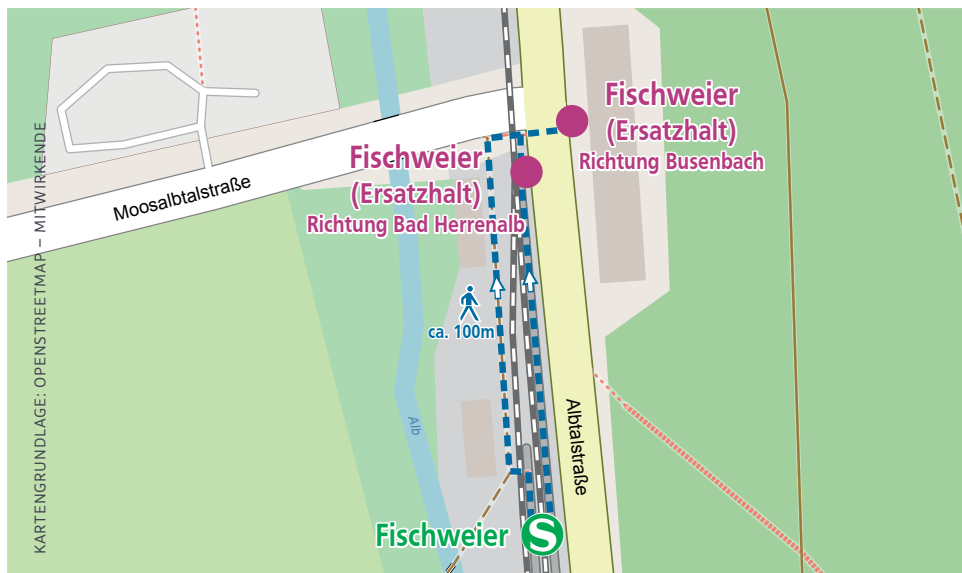 Fischweier
(Ersatzhalt)
Richtung Busenbach
Fischweier
(Ersatzhalt)
Richtung Bad Herrenalb
Moosalbtalstraße
ca. 100m
Alb
Albtalstraße
Fischweier
S
KARTENGRUNDLAGE: OPENSTREETMAP – MITWIRKENDE